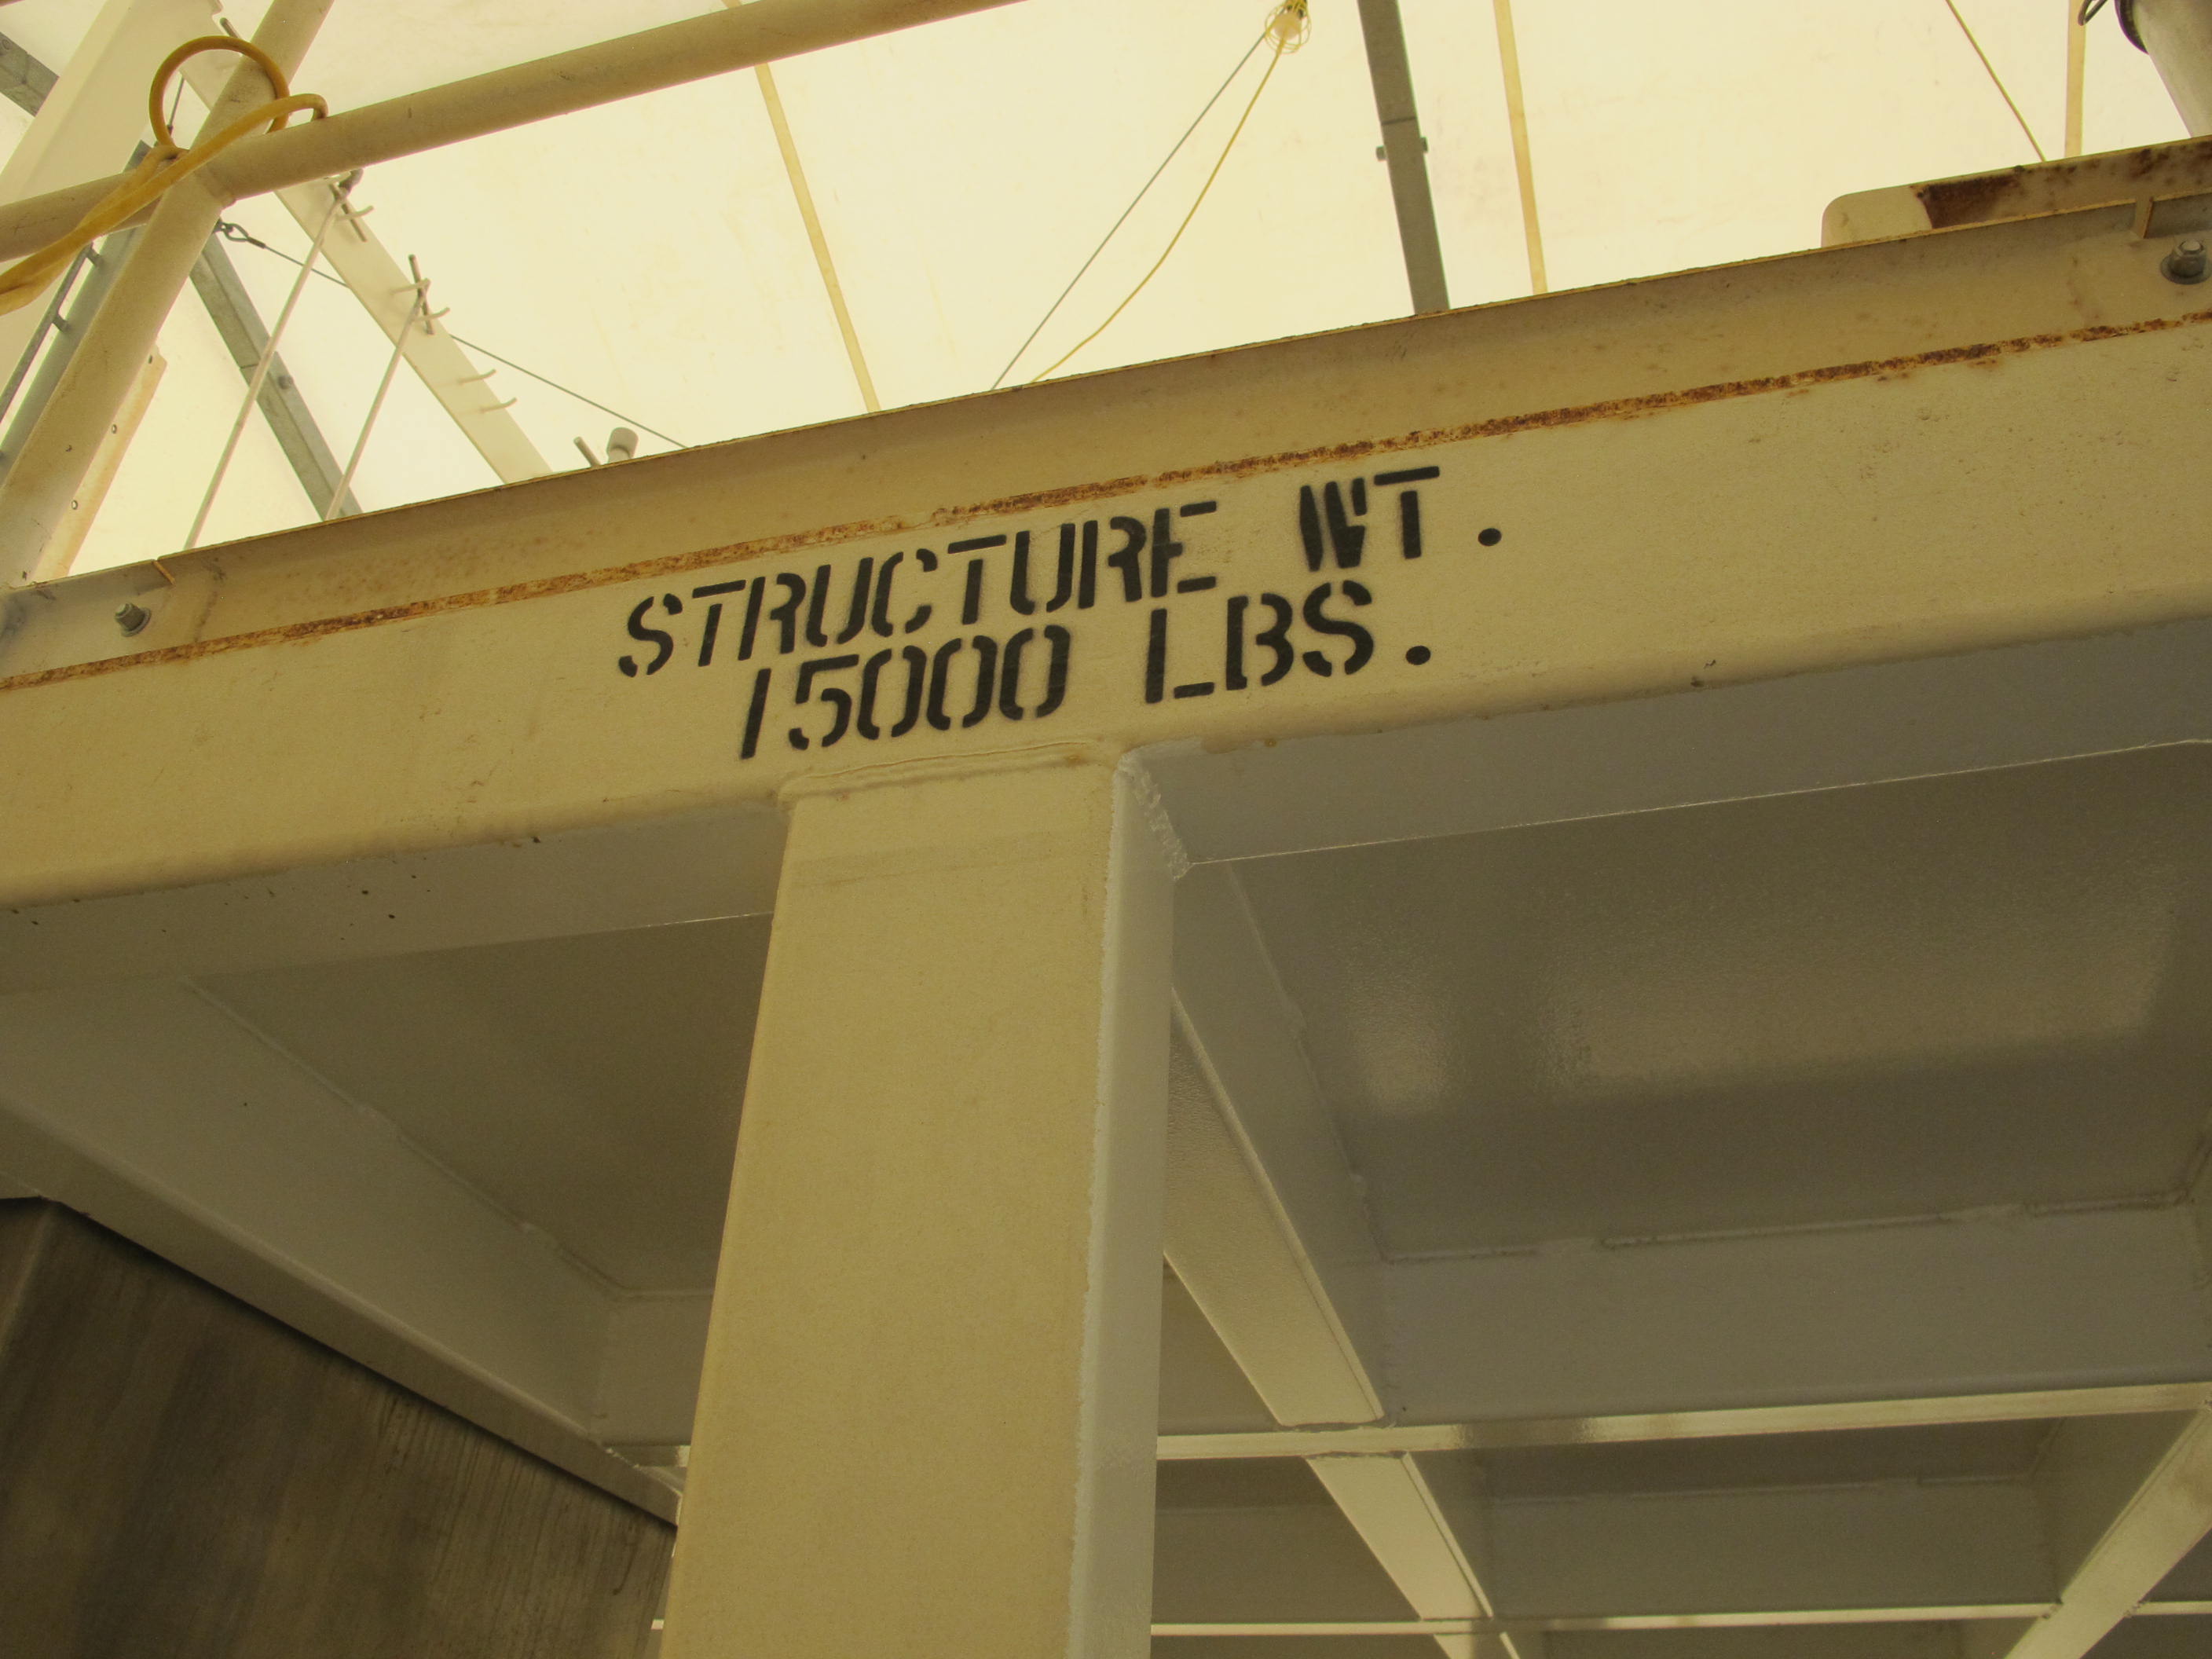 STRUCTURE WT.
15000 LBS.